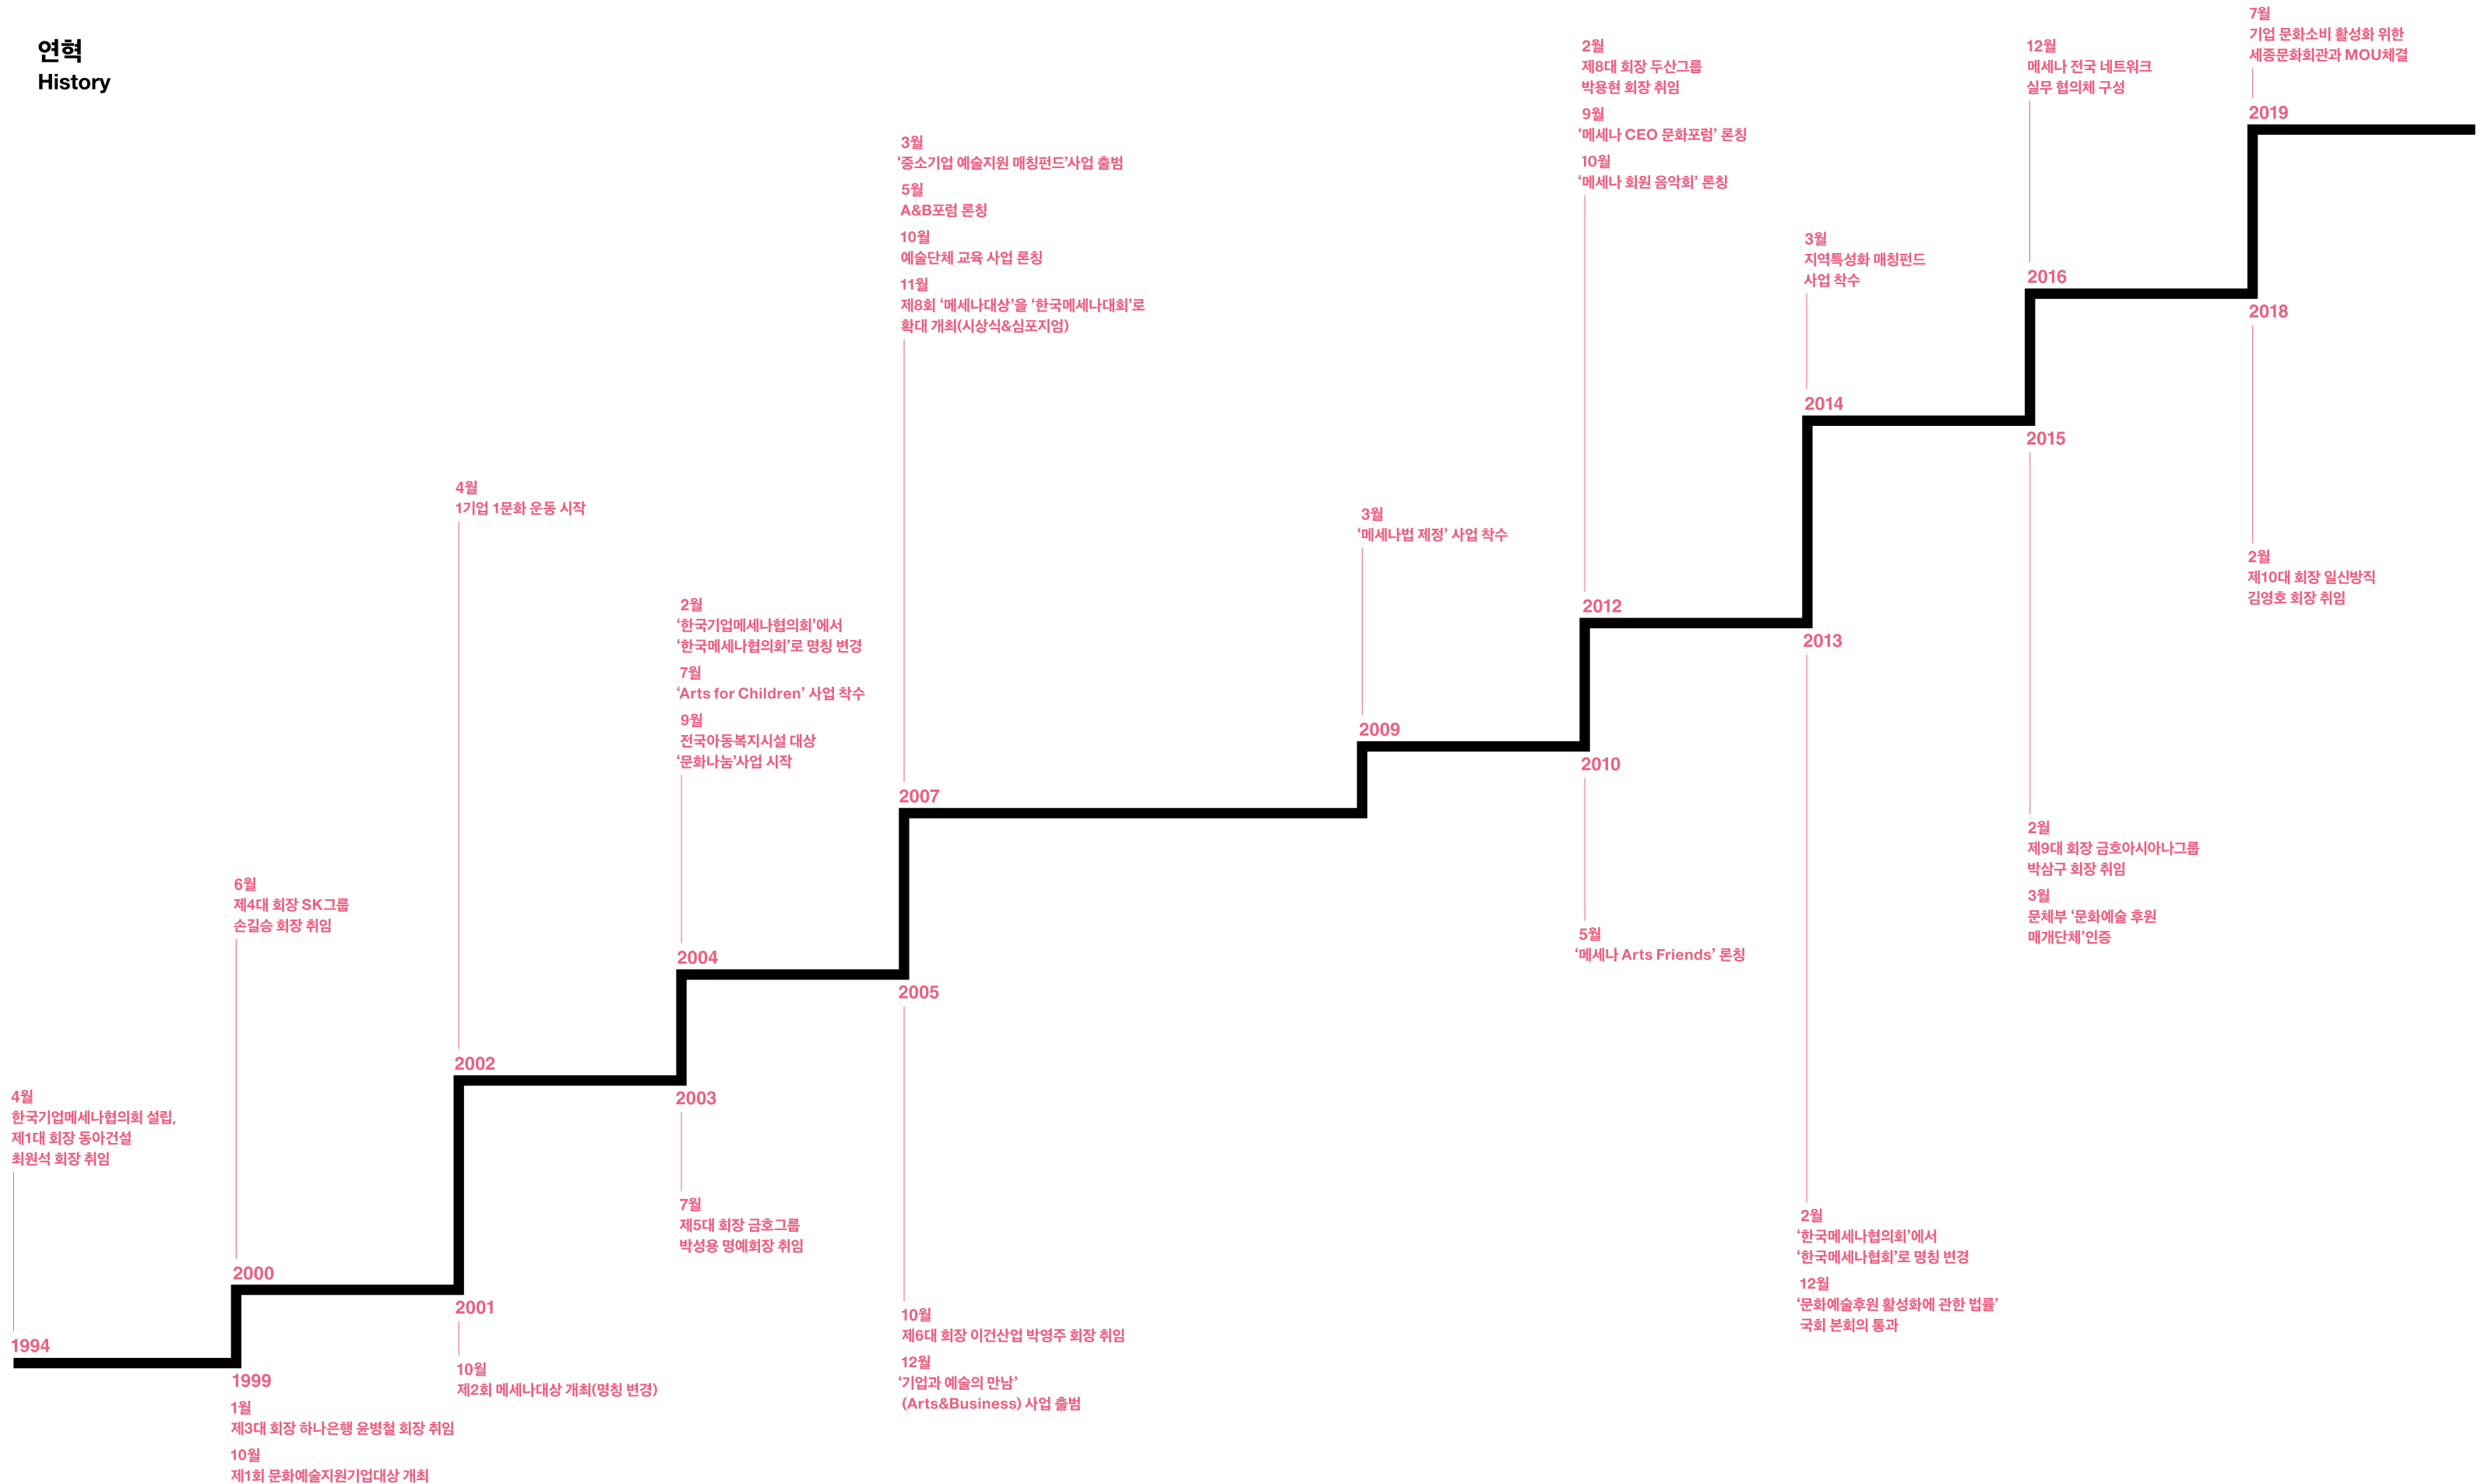 연혁
History
4월
한국기업메세나협의회 설립,
제1대 회장 동아건설
최원석 회장 취임
1994
1999
1월
제3대 회장 하나은행 윤병철 회장 취임
10월
제1회 문화예술지원기업대상 개최
6월
제4대 회장 SK그룹
손길승 회장 취임
2000
2001
10월
제2회 메세나대상 개최(명칭 변경)
4월
1기업 1문화 운동 시작
2002
2003
7월
제5대 회장 금호그룹
박성용 명예회장 취임
2월
‘한국기업메세나협의회’에서
‘한국메세나협의회’로 명칭 변경
7월
‘Arts for Children’ 사업 착수
9월
전국아동복지시설 대상
‘문화나눔’사업 시작
2004
2005
10월
제6대 회장 이건산업 박영주 회장 취임
12월
‘기업과 예술의 만남’
(Arts&Business) 사업 출범
3월
‘중소기업 예술지원 매칭펀드’사업 출범
5월
A&B포럼 론칭
10월
예술단체 교육 사업 론칭
11월
제8회 ‘메세나대상’을 ‘한국메세나대회’로
확대 개최(시상식&심포지엄)
2007
3월
‘메세나법 제정’ 사업 착수
2009
2010
5월
‘메세나 Arts Friends’ 론칭
2월
제8대 회장 두산그룹
박용현 회장 취임
9월
‘메세나 CEO 문화포럼’ 론칭
10월
‘메세나 회원 음악회’ 론칭
2012
2013
2월
‘한국메세나협의회’에서
‘한국메세나협회’로 명칭 변경
12월
‘문화예술후원 활성화에 관한 법률’
국회 본회의 통과
3월
지역특성화 매칭펀드
사업 착수
2014
2015
2월
제9대 회장 금호아시아나그룹
박삼구 회장 취임
3월
문체부 ‘문화예술 후원
매개단체’인증
12월
메세나 전국 네트워크
실무 협의체 구성
2016
2018
2월
제10대 회장 일신방직
김영호 회장 취임
7월
기업 문화소비 활성화 위한
세종문화회관과 MOU체결
2019